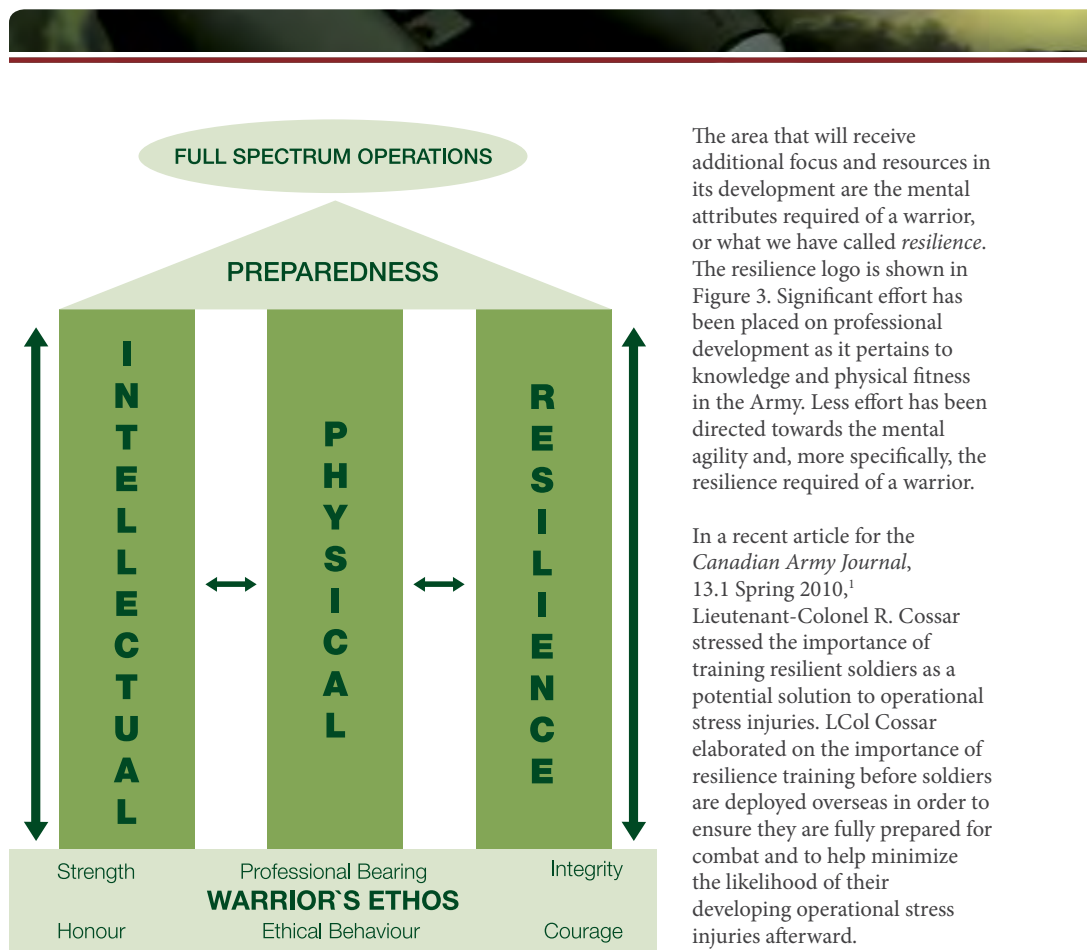 FULL SPECTRUM OPERATIONS
PREPAREDNESS
INTELLECTUAL
PHYSICAL
RESILIENCE
Strength Professional Bearing Integrity
WARRIOR`S ETHOS
Honour Ethical Behaviour Courage
The area that will receive
additional focus and resources in
its development are the mental
attributes required of a warrior,
or what we have called resilience.
The resilience logo is shown in
Figure 3. Significant effort has
been placed on professional
development as it pertains to
knowledge and physical fitness
in the Army. Less effort has been
directed towards the mental
agility and, more specifically, the
resilience required of a warrior.
In a recent article for the
Canadian Army Journal,
13.1 Spring 2010,¹
Lieutenant-Colonel R. Cossar
stressed the importance of
training resilient soldiers as a
potential solution to operational
stress injuries. LCol Cossar
elaborated on the importance of
resilience training before soldiers
are deployed overseas in order to
ensure they are fully prepared for
combat and to help minimize
the likelihood of their
developing operational stress
injuries afterward.